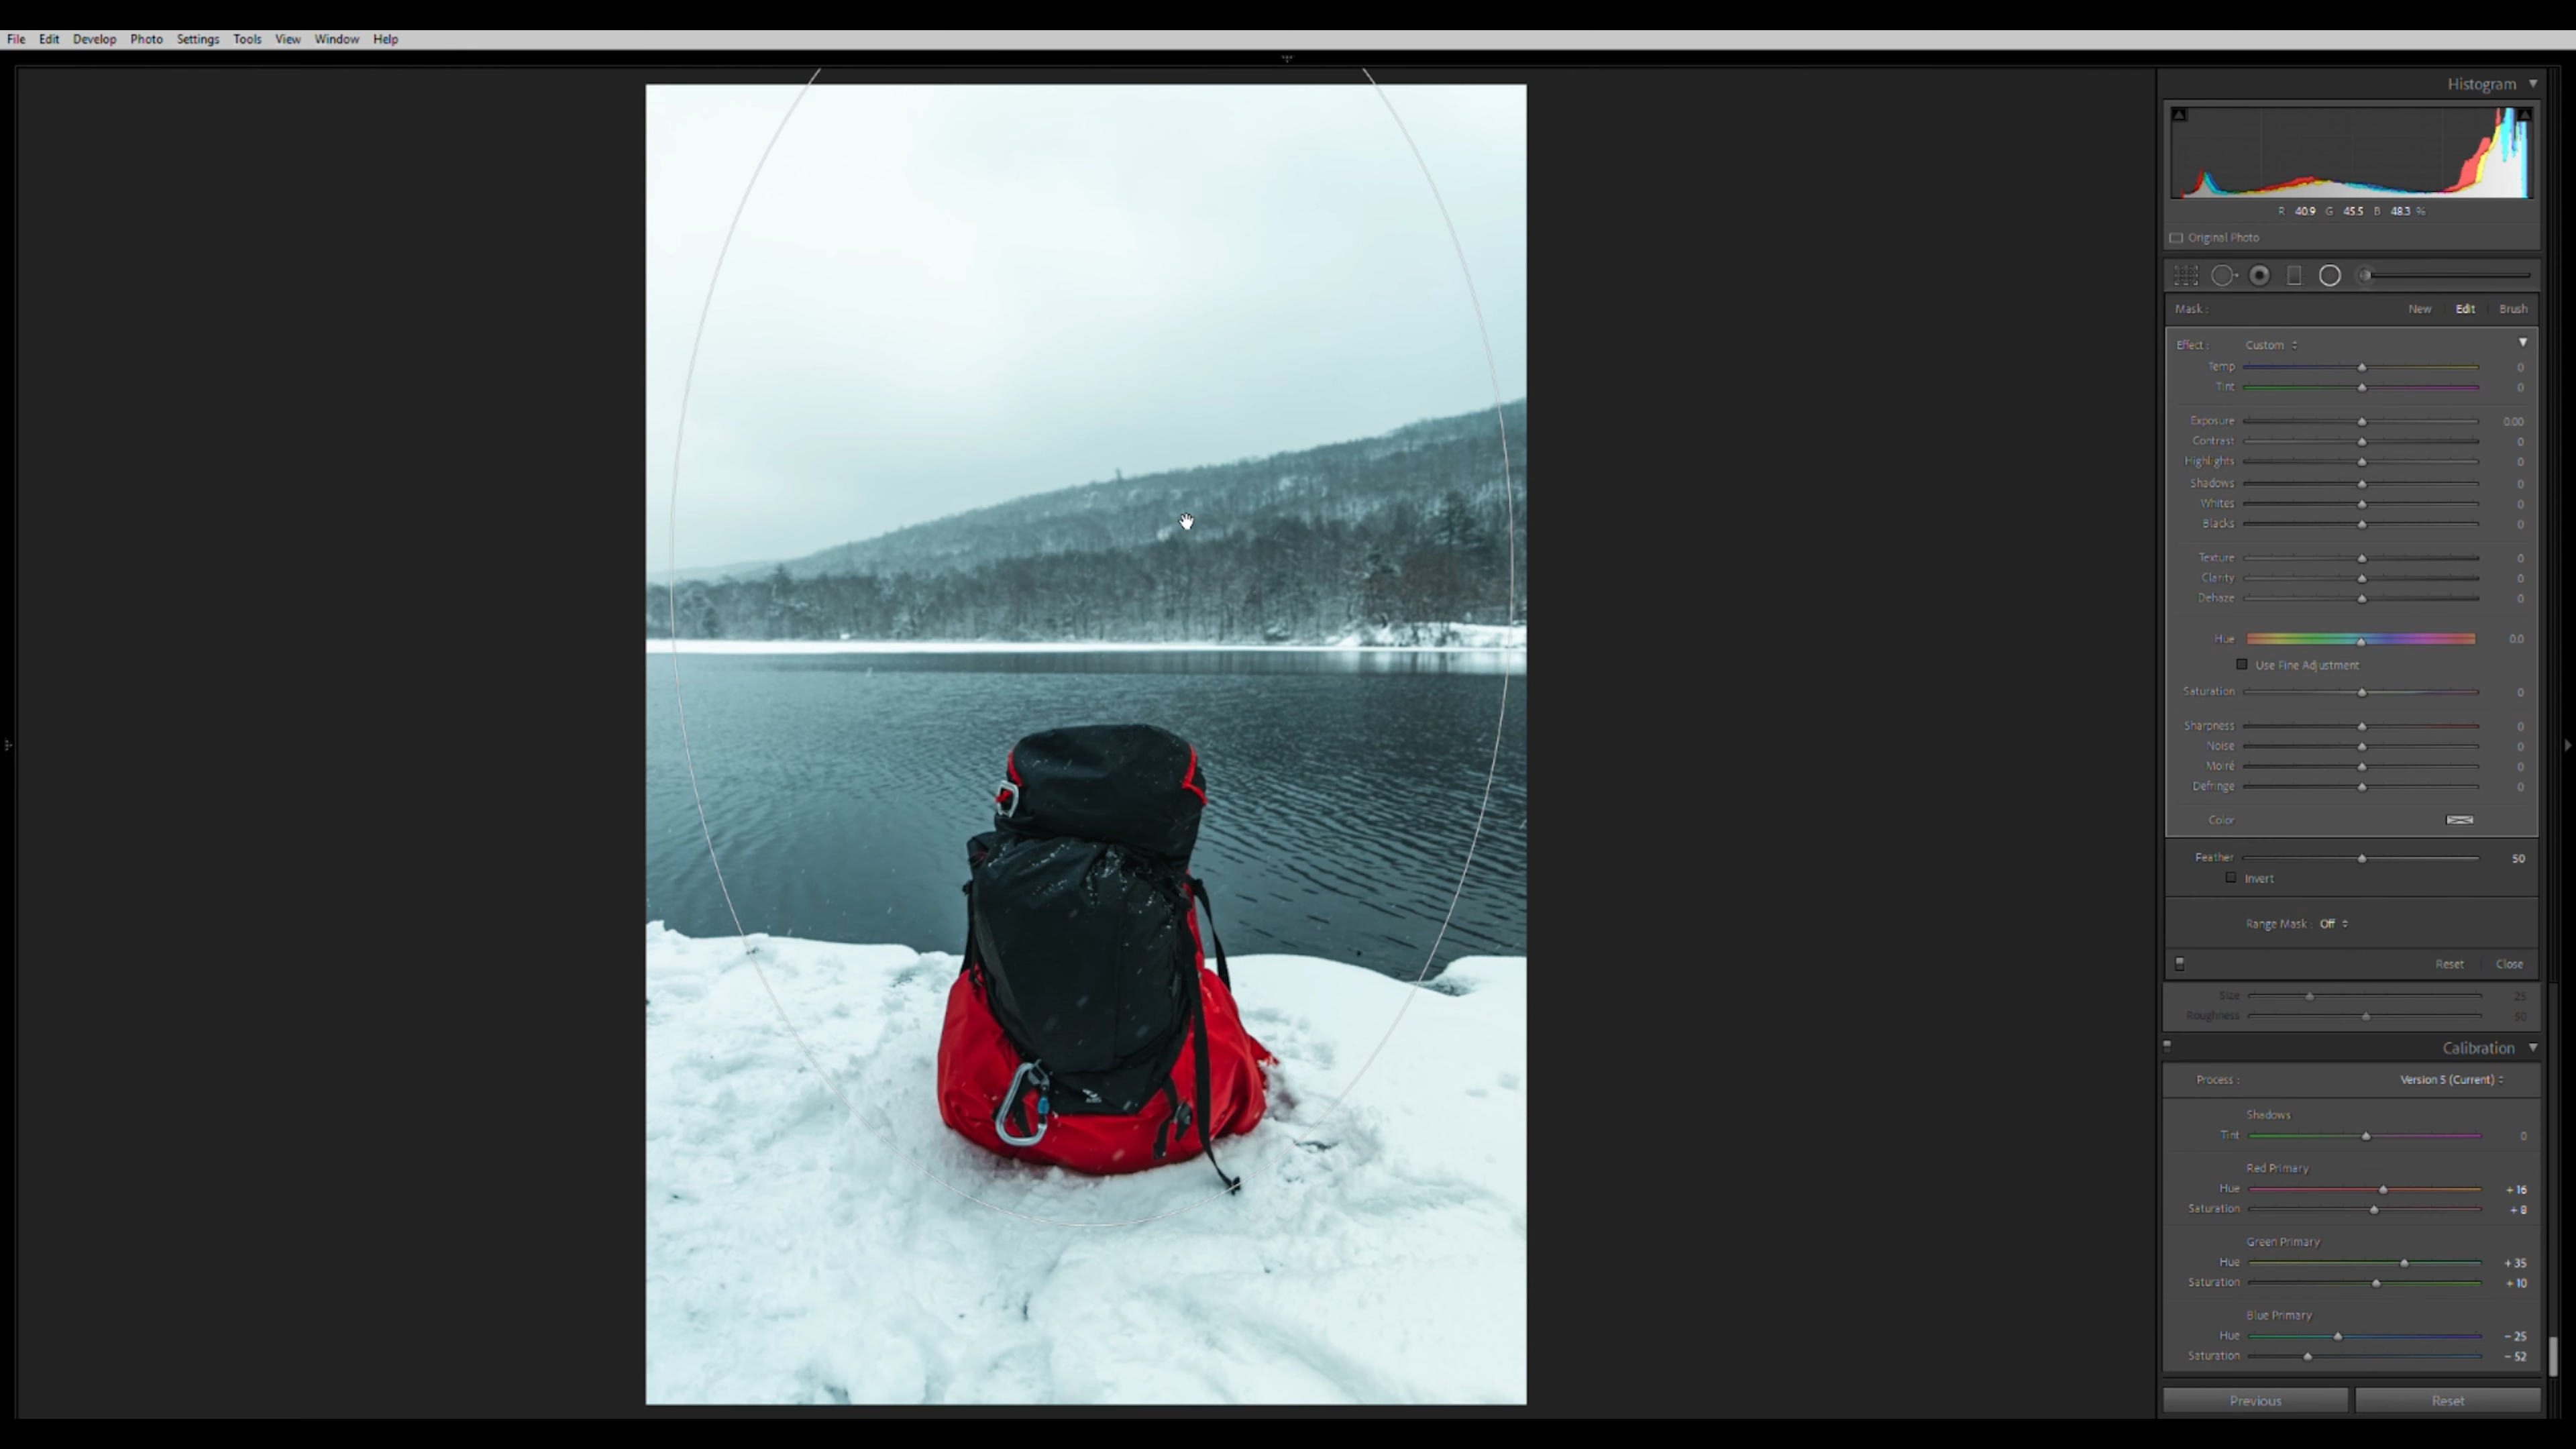 File Edit Develop Photo Settings Tools View Window Help
Histogram
R 40.9 G 45.5 B 48.3 %
Original Photo
Mask : New Edit Brush
Effect : Custom
Temp 0
Tint 0
Exposure 0.00
Contrast 0
Highlights 0
Shadows 0
Whites 0
Blacks 0
Texture 0
Clarity 0
Dehaze 0
Hue 0.0
Use Fine Adjustment
Saturation 0
Sharpness 0
Noise 0
Moiré 0
Defringe 0
Color
Feather 50
Invert
Range Mask : Off
Reset Close
Size 25
Roughness 50
Calibration
Process : Version 5 (Current)
Shadows
Tint 0
Red Primary
Hue + 16
Saturation + 8
Green Primary
Hue + 35
Saturation + 10
Blue Primary
Hue - 25
Saturation - 52
Previous Reset